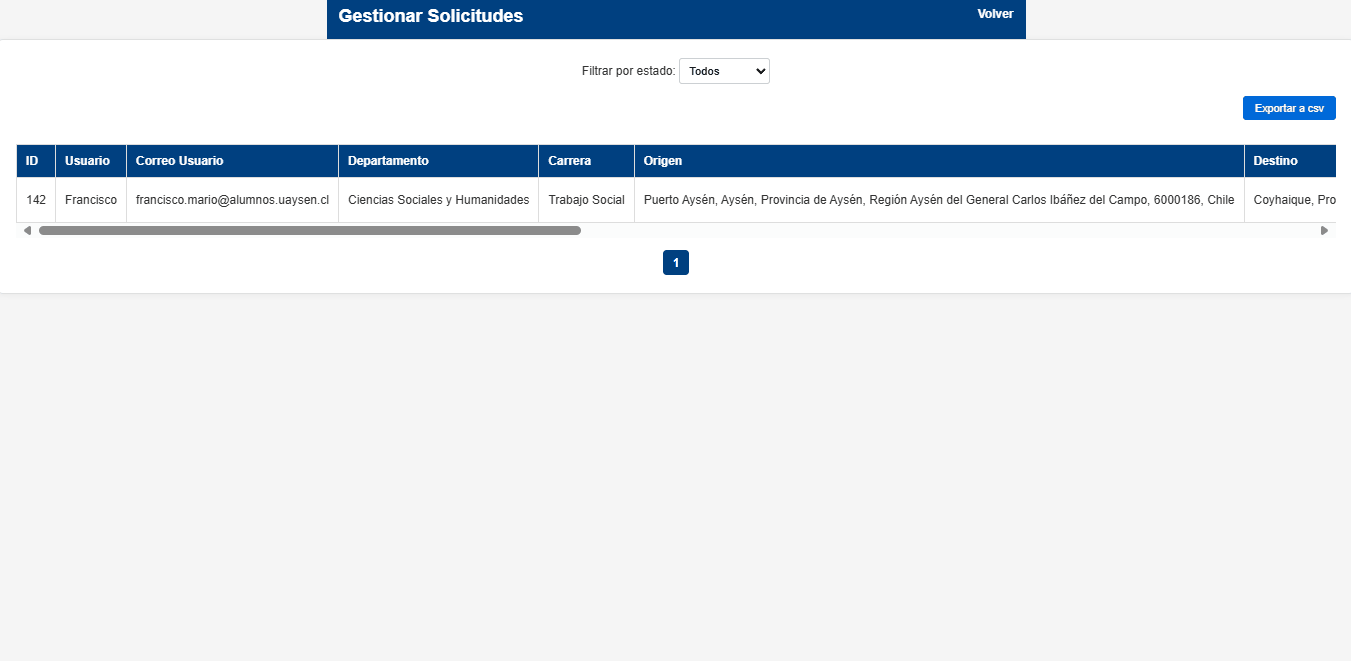 Gestionar Solicitudes Volver
Filtrar por estado: Todos
Exportar a csv
ID Usuario Correo Usuario Departamento Carrera Origen Destino
142 Francisco francisco.mario@alumnos.uaysen.cl Ciencias Sociales y Humanidades Trabajo Social Puerto Aysén, Aysén, Provincia de Aysén, Región Aysén del General Carlos Ibáñez del Campo, 6000186, Chile Coyhaique, Pro
1